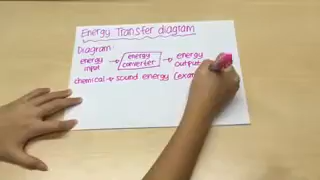 Energy Transfer diagram
Diagram:
energy input → energy converter → energy output
chemical → sound energy (exam